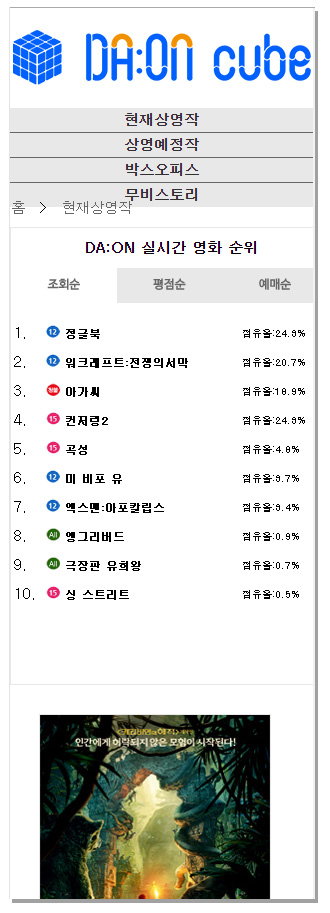 DA:ON cube
현재상영작
상영예정작
박스오피스
무비스토리
홈 > 현재상영작
DA:ON 실시간 영화 순위
조회순 평점순 예매순
1. 12 정글북 점유율:24.9%
2. 12 워크래프트:전쟁의서막 점유율:20.7%
3. 청불 아가씨 점유율:18.9%
4. 15 컨저링2 점유율:24.9%
5. 15 곡성 점유율:4.8%
6. 12 미 비포 유 점유율:9.7%
7. 12 엑스맨:아포칼립스 점유율:9.4%
8. All 앵그리버드 점유율:0.9%
9. All 극장판 유희왕 점유율:0.7%
10. 15 싱 스트리트 점유율:0.5%
인간에게 허락되지 않은 모험이 시작된다!